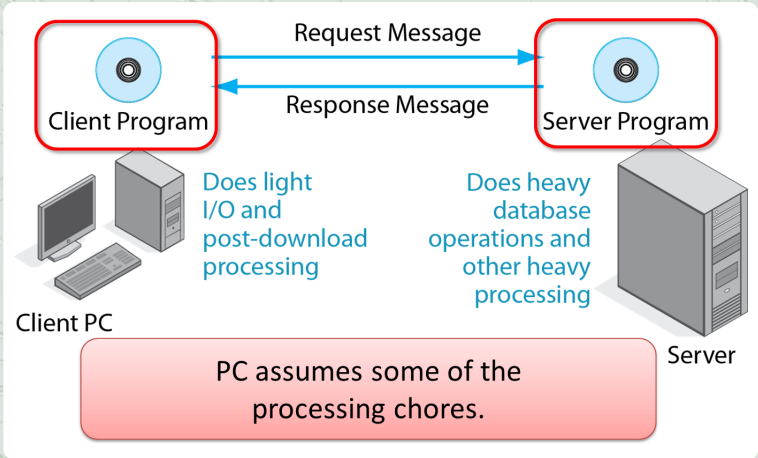 Request Message
Response Message
Client Program
Server Program
Does light
I/O and
post-download
processing
Does heavy
database
operations and
other heavy
processing
Client PC
Server
PC assumes some of the
processing chores.